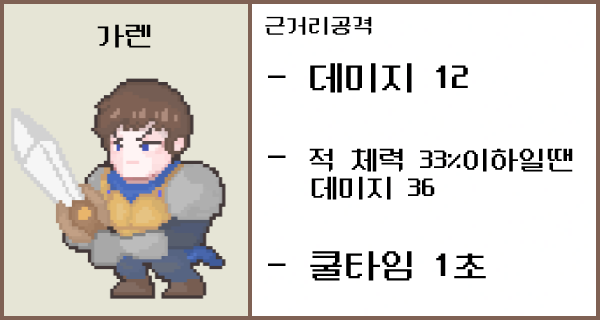 가렌
근거리공격
- 데미지 12
- 적 체력 33%이하일땐
데미지 36
- 쿨타임 1초